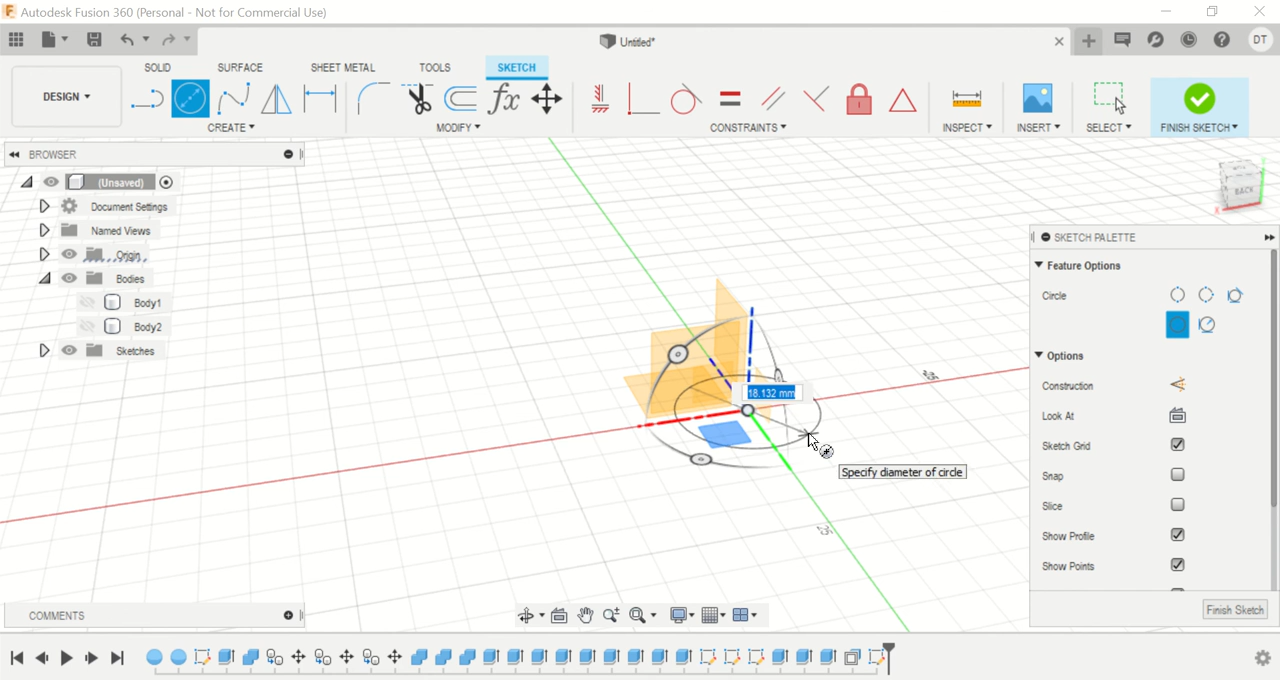 Autodesk Fusion 360 (Personal - Not for Commercial Use)
Untitled*
DT
SOLID SURFACE SHEET METAL TOOLS SKETCH
DESIGN ▾
CREATE ▾ MODIFY ▾ CONSTRAINTS ▾ INSPECT ▾ INSERT ▾ SELECT ▾ FINISH SKETCH ▾
BROWSER
(Unsaved)
Document Settings
Named Views
Origin
Bodies
Body1
Body2
Sketches
BACK
X
18.132 mm
Specify diameter of circle
25
SKETCH PALETTE
Feature Options
Circle
Options
Construction
Look At
Sketch Grid
Snap
Slice
Show Profile
Show Points
Finish Sketch
COMMENTS